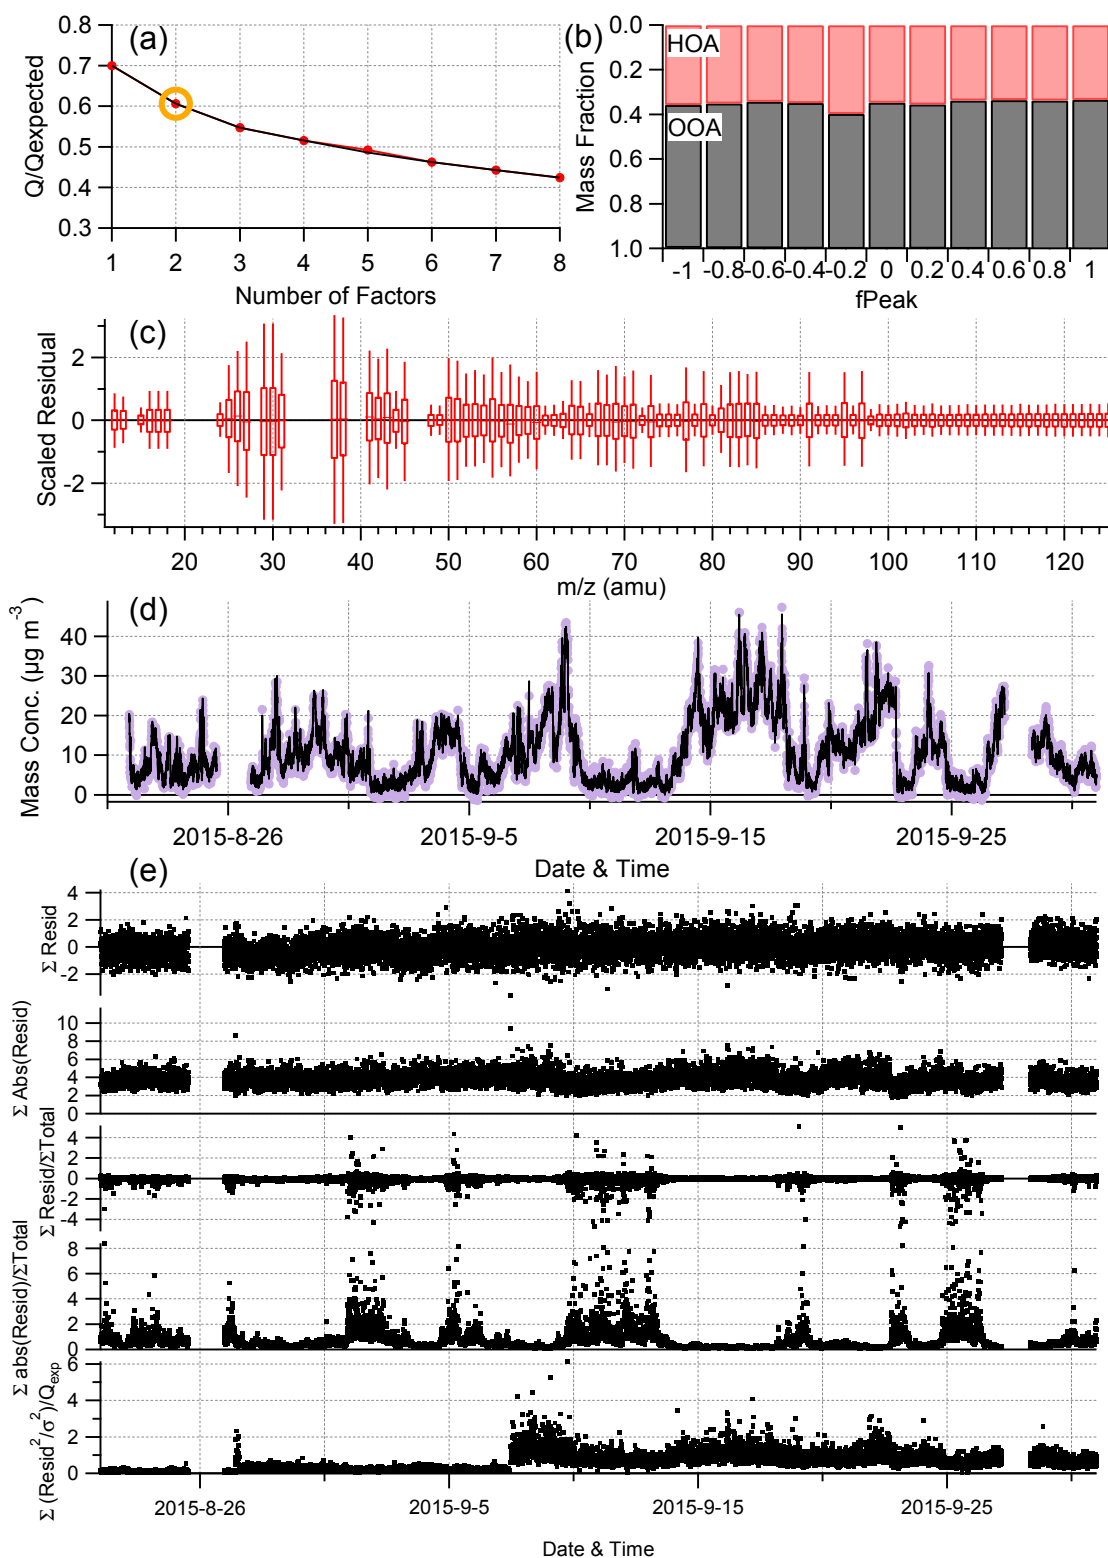 (a)
0.8
0.7
0.6
0.5
0.4
0.3
Q/Qexpected
1 2 3 4 5 6 7 8
Number of Factors
(b)
0.0
0.2
0.4
0.6
0.8
1.0
Mass Fraction
HOA
OOA
-1 -0.8 -0.6 -0.4 -0.2 0 0.2 0.4 0.6 0.8 1
fPeak
(c)
2
0
-2
Scaled Residual
20 30 40 50 60 70 80 90 100 110 120
m/z (amu)
(d)
40
30
20
10
0
Mass Conc. (µg m⁻³)
2015-8-26 2015-9-5 2015-9-15 2015-9-25
Date & Time
(e)
4
2
0
-2
Σ Resid
10
8
6
4
2
0
Σ Abs(Resid)
4
2
0
-2
-4
Σ Resid/ΣTotal
8
6
4
2
0
Σ abs(Resid)/ΣTotal
6
4
2
0
Σ (Resid²/σ²)/Qexp
2015-8-26 2015-9-5 2015-9-15 2015-9-25
Date & Time